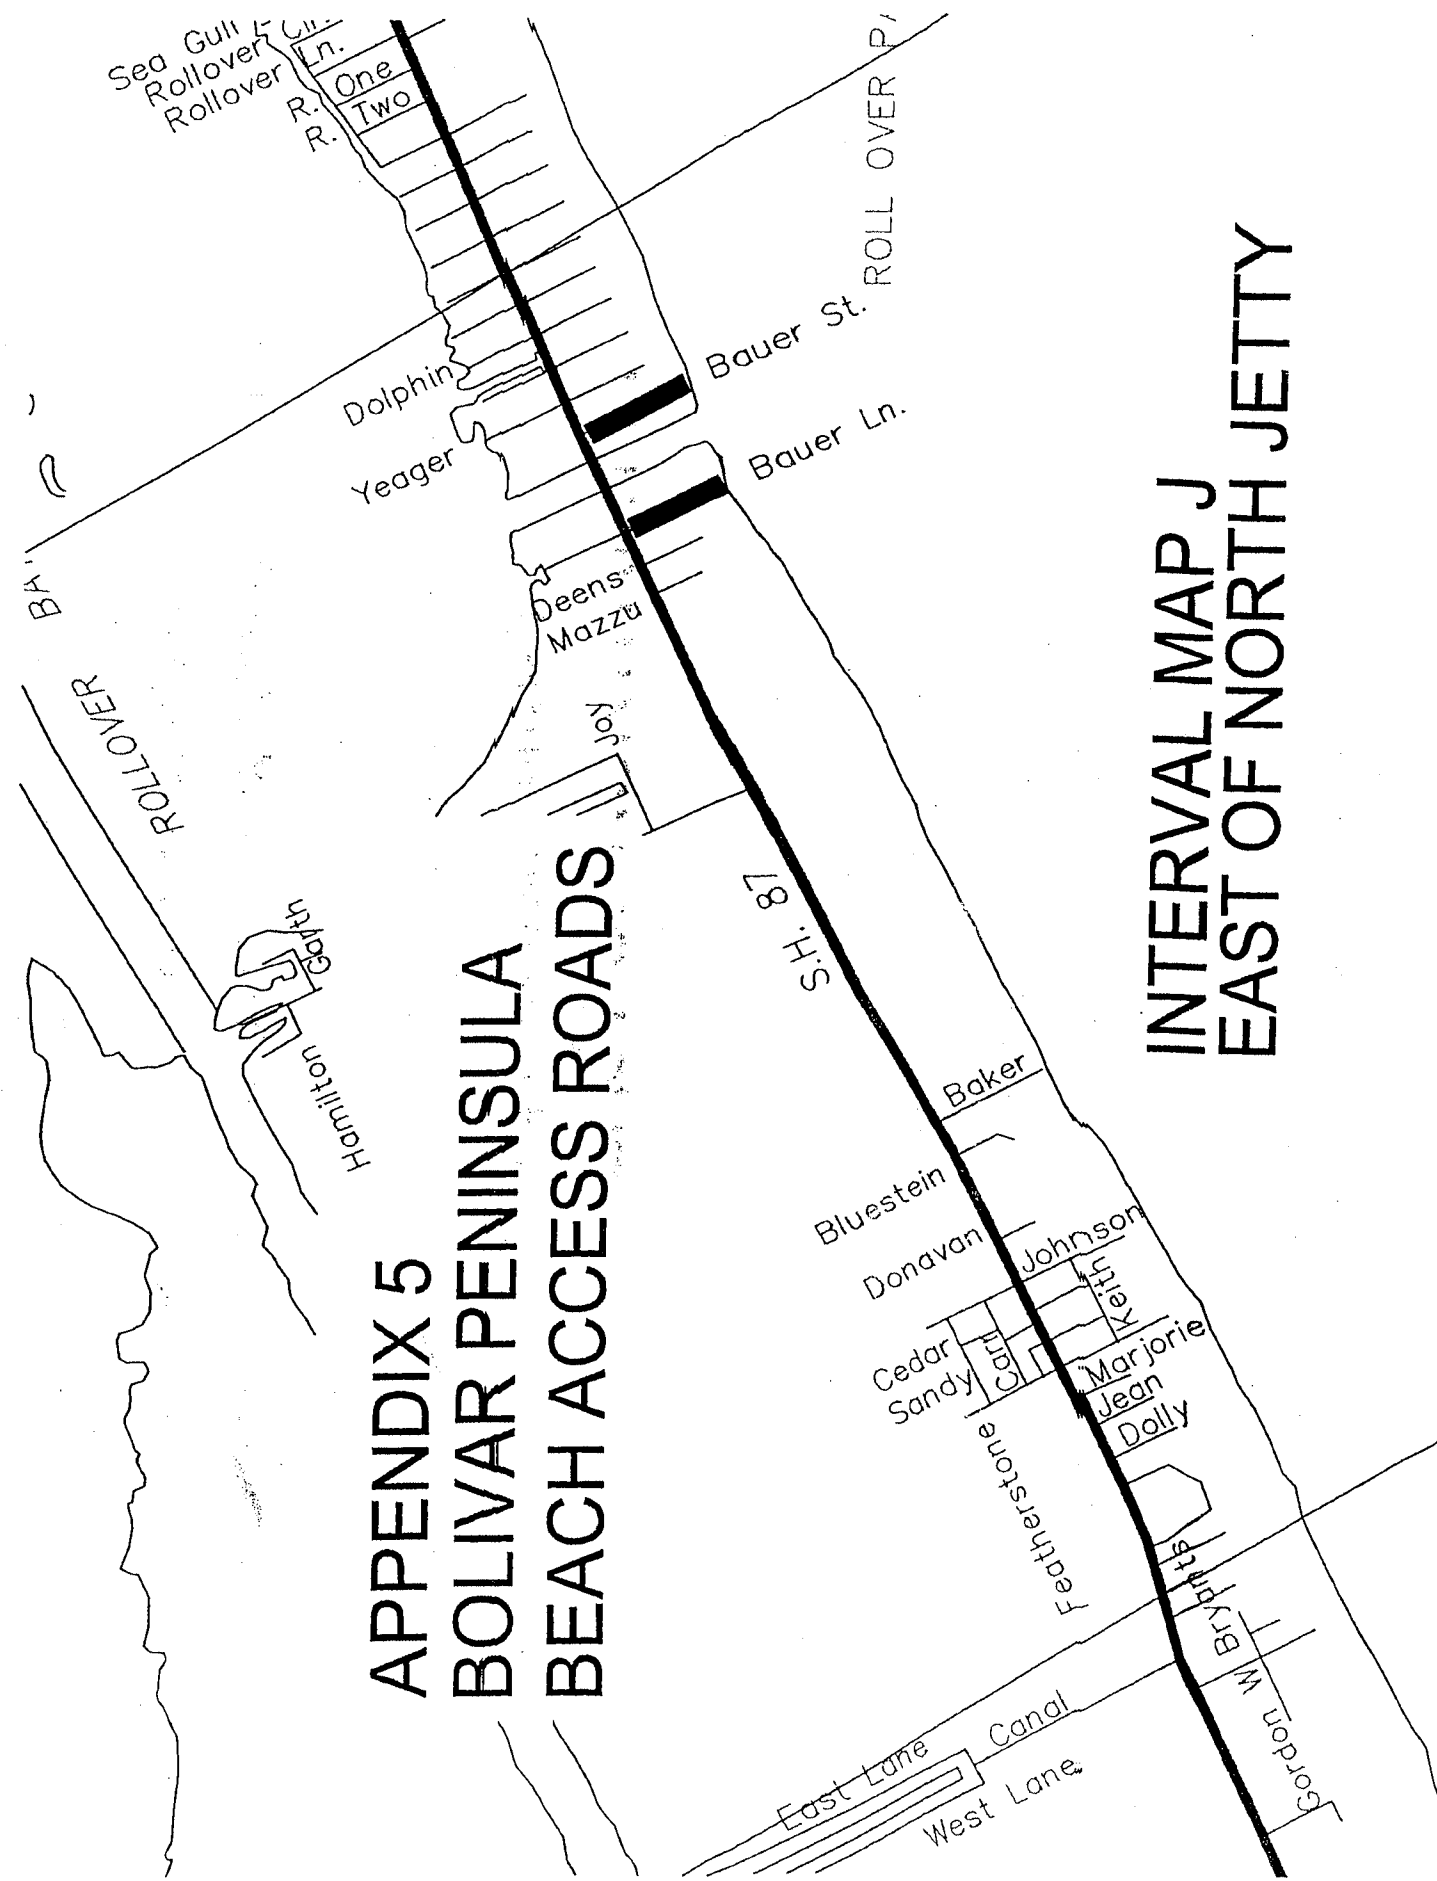 APPENDIX 5
BOLIVAR PENINSULA
BEACH ACCESS ROADS
INTERVAL MAP J
EAST OF NORTH JETTY
Sea Gull
Rollover Cir.
Rollover Ln.
R. One
R. Two
ROLL OVER
Dolphin
Yeager
Bauer St.
Bauer Ln.
Deens
Mazzu
Joy
ROLLOVER
Garth
Hamilton
S.H. 87
Baker
Bluestein
Donavan
Johnson
Keith
Cedar
Sandy
Carr
Marjorie
Jean
Dolly
Featherstone
Bryants
Gordon W
East Lane
Canal
West Lane